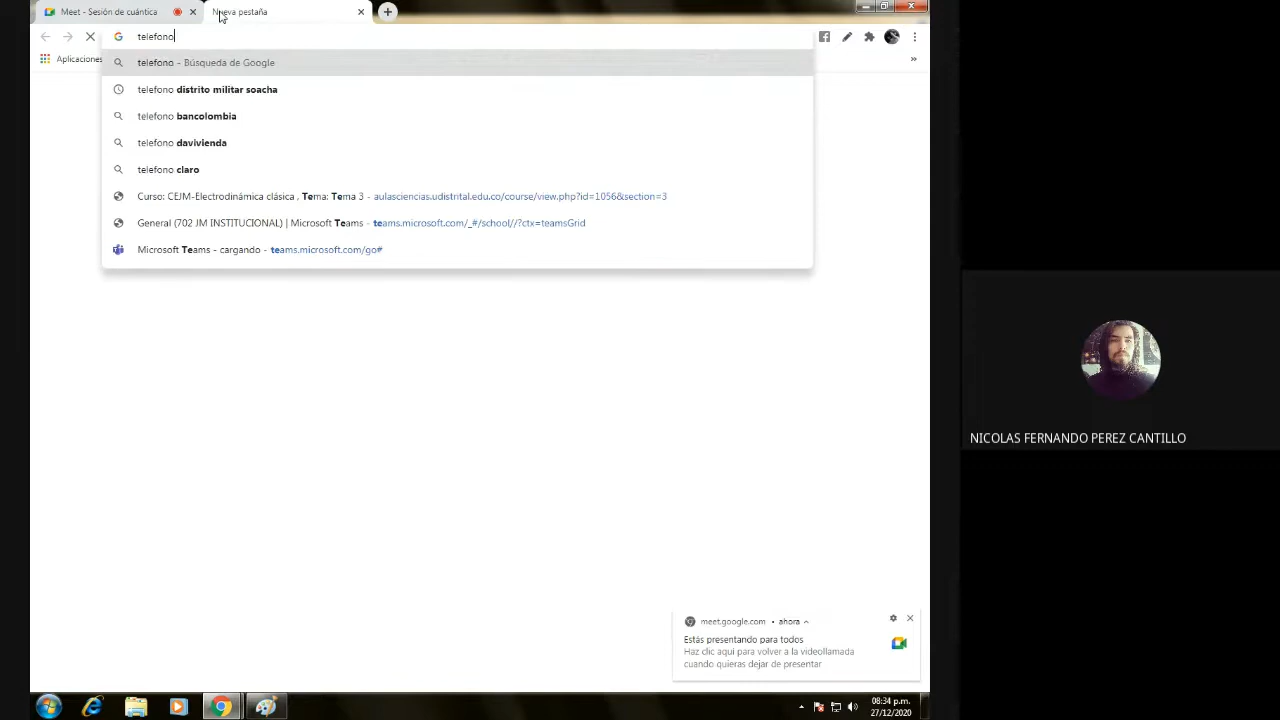 Meet - Sesión de cuántica
Nueva pestaña
telefono
Aplicaciones
»
telefono - Búsqueda de Google
telefono distrito militar soacha
telefono bancolombia
telefono davivienda
telefono claro
Curso: CEJM-Electrodinámica clásica , Tema: Tema 3 - aulasciencias.udistrital.edu.co/course/view.php?id=1056&section=3
General (702 JM INSTITUCIONAL) | Microsoft Teams - teams.microsoft.com/_#/school//?ctx=teamsGrid
Microsoft Teams - cargando - teams.microsoft.com/go#
NICOLAS FERNANDO PEREZ CANTILLO
meet.google.com • ahora
Estás presentando para todos
Haz clic aquí para volver a la videollamada
cuando quieras dejar de presentar
08:34 p.m.
27/12/2020